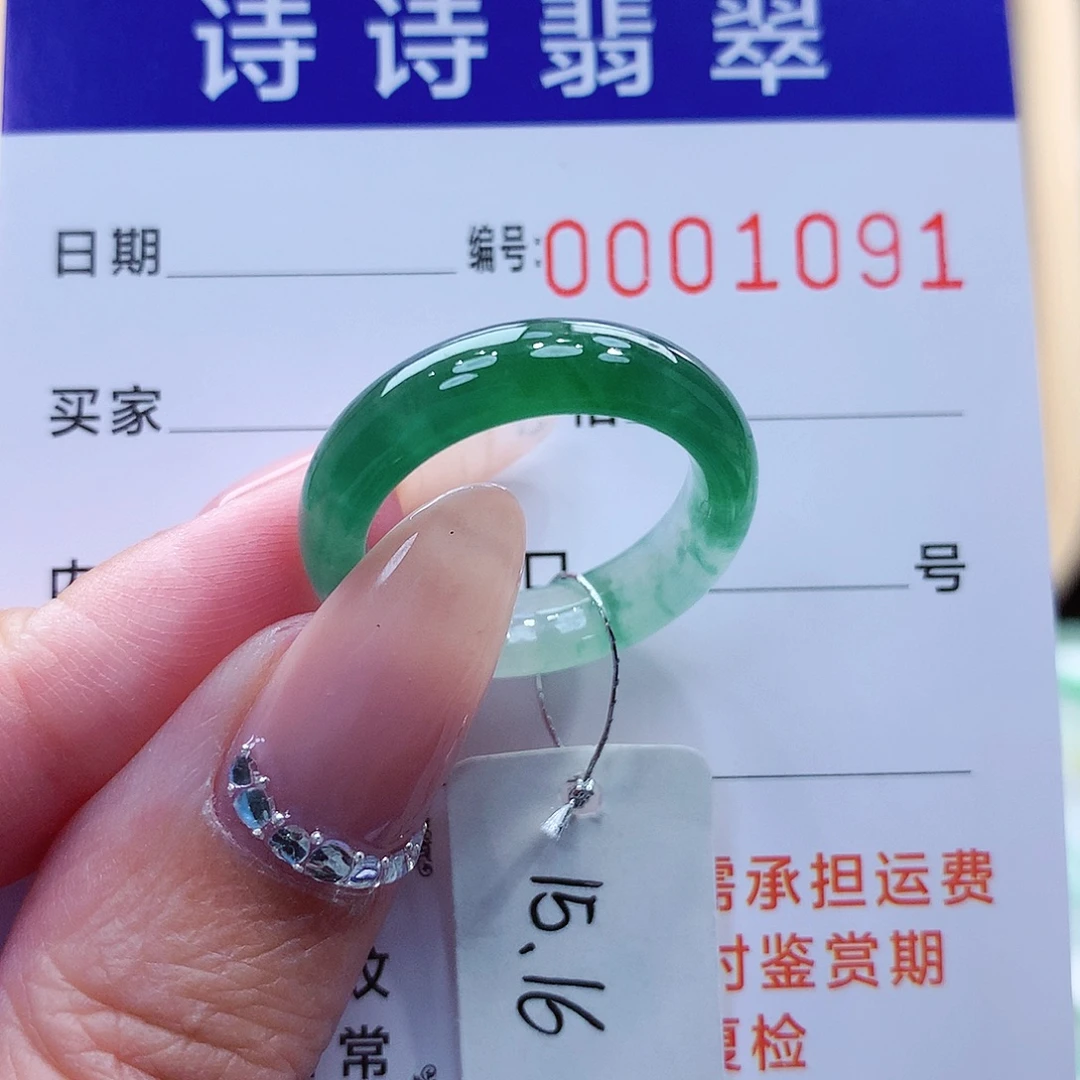 诗诗翡翠
日期 编号:0001091
买家
号
15.16
需承担运费
时鉴赏期
复检
常